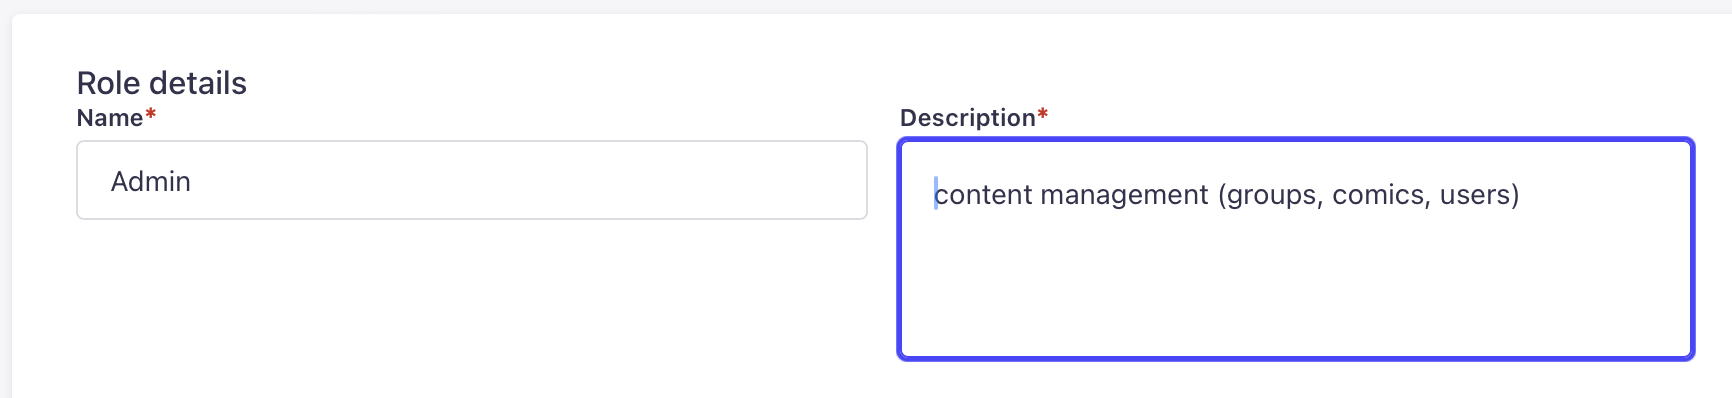 Role details
Name*
Admin
Description*
content management (groups, comics, users)